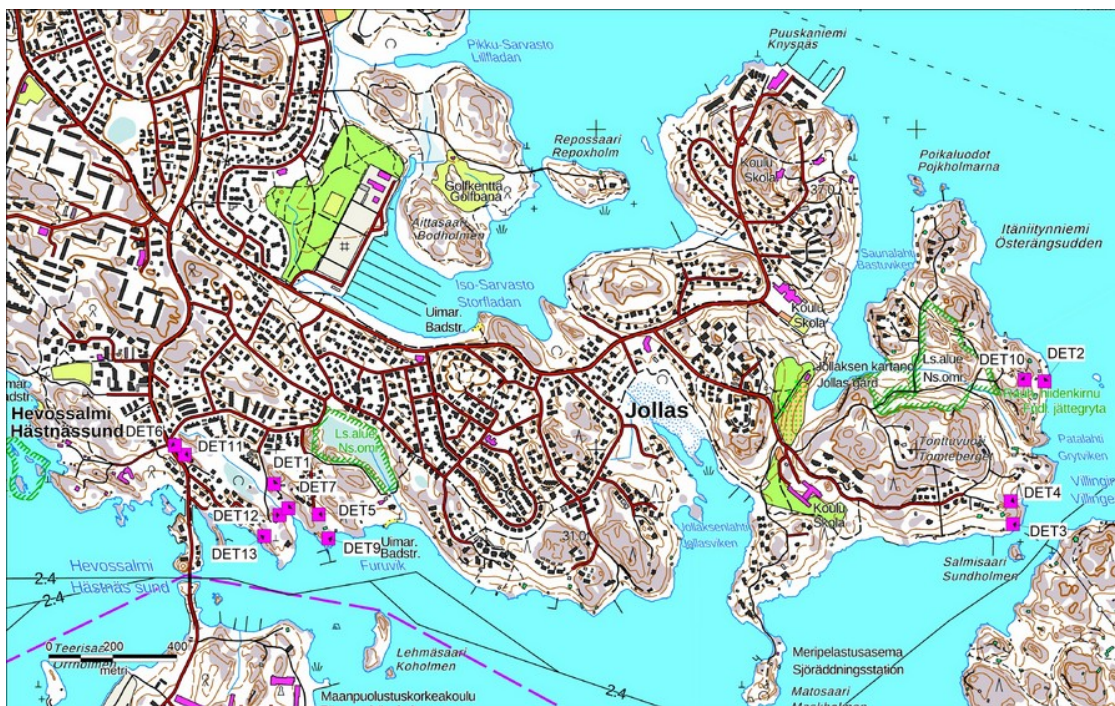 Puuskaniemi
Knysnäs
Pikku-Sarvasto
Lillfladan
Repossaari
Repoxholm
Koulu
Skola
37.0
Poikaluodot
Pojkholmarna
Golfkenttä
Golfbana
Aittasaari
Bodholmen
Itäniitynniemi
Österängsudden
Saunalahti
Bastuviken
Iso-Sarvasto
Storfladan
Uimar.
Badstr.
Koulu
Skola
Ls.alue
Ns.omr.
DET10
DET2
Jollaksen kartano
Jollas gård
Jollas
Hevossalmi
Hästnässund
DET6
DET11
Ls.alue
Ns.omr.
Tonttuvuori
Tomteberget
Patalahti
Grytviken
DET1
DET7
DET12
DET5
DET13
DET9
Uimar.
Badstr.
Furuvik
31.0
Jollaksenlahti
Jollasviken
Koulu
Skola
DET4
DET3
Salmisaari
Sundholmen
Hevossalmi
Hästnäs sund
2.4
2.4
0 200 400
metri
Lehmäsaari
Koholmen
Maanpuolustuskorkeakoulu
2.4
Meripelastusasema
Sjöräddningsstation
Matosaari